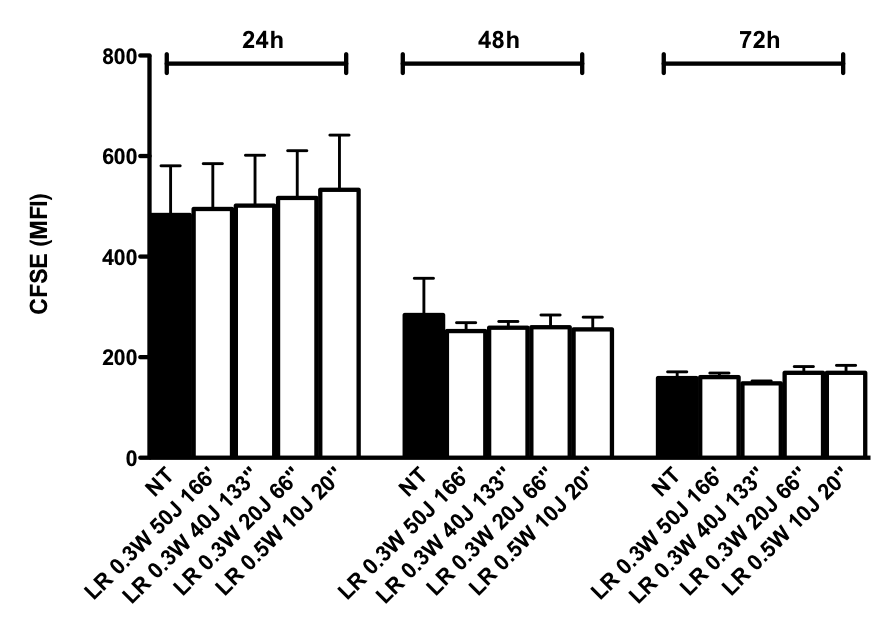 24h
48h
72h
800
600
400
200
0
CFSE (MFI)
NT
LR 0.3W 50J 166'
LR 0.3W 40J 133"
LR 0.3W 20J 66"
LR 0.5W 10J 20"
NT
LR 0.3W 50J 166'
LR 0.3W 40J 133"
LR 0.3W 20J 66"
LR 0.5W 10J 20"
NT
LR 0.3W 50J 166'
LR 0.3W 40J 133"
LR 0.3W 20J 66"
LR 0.5W 10J 20"